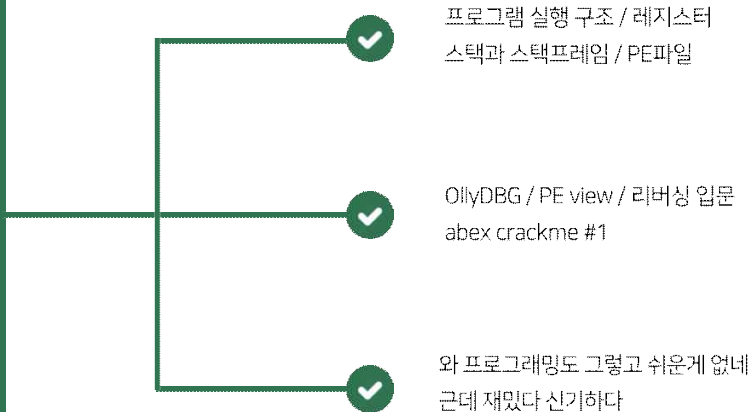 프로그램 실행 구조 / 레지스터
스택과 스택프레임 / PE파일
OllyDBG / PE view / 리버싱 입문
abex crackme #1
와 프로그래밍도 그렇고 쉬운게 없네
근데 재밌다 신기하다